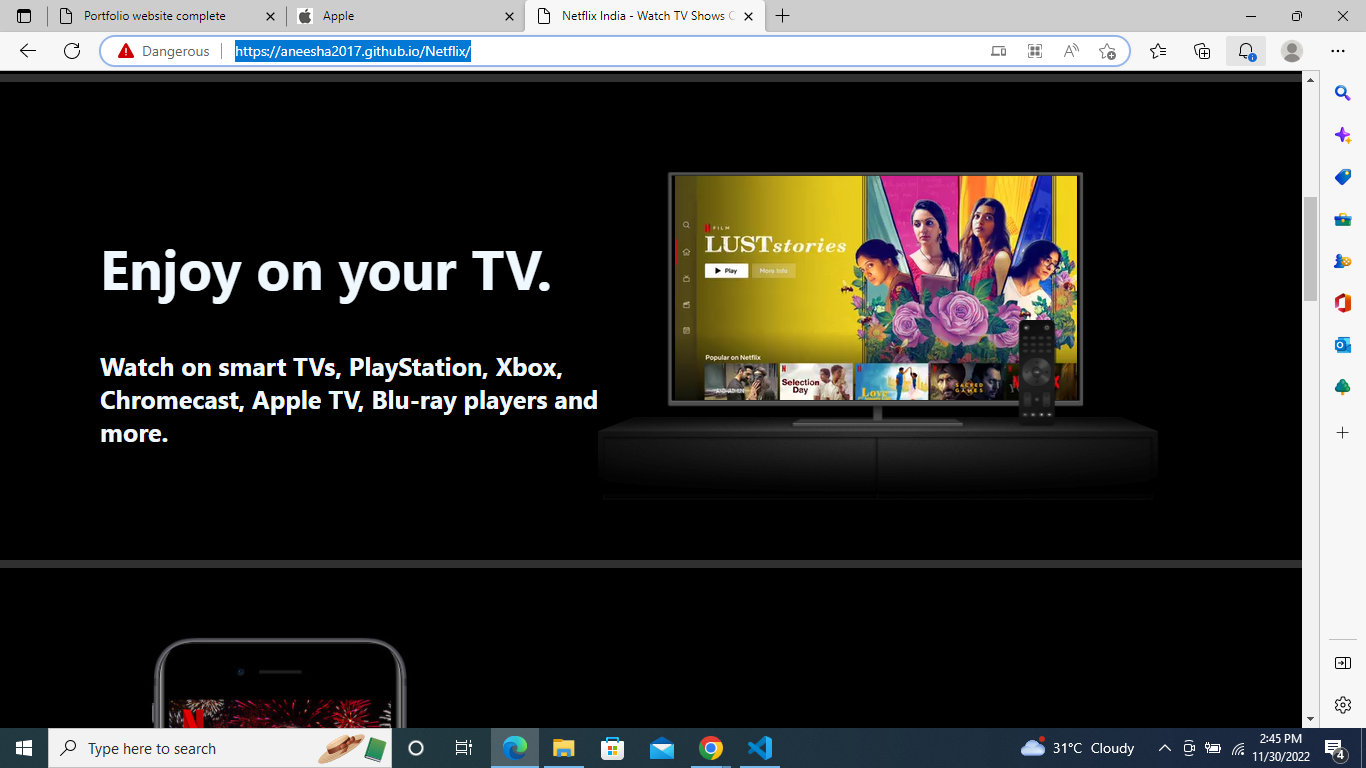 Portfolio website complete
Apple
Netflix India - Watch TV Shows O
Dangerous
https://aneesha2017.github.io/Netflix/
Enjoy on your TV.
Watch on smart TVs, PlayStation, Xbox,
Chromecast, Apple TV, Blu-ray players and
more.
N FILM
LUST stories
Play
More Info
Popular on Netflix
Selection
Day
Love
SACRED
GAMES
N
Type here to search
31°C Cloudy
2:45 PM
11/30/2022
4